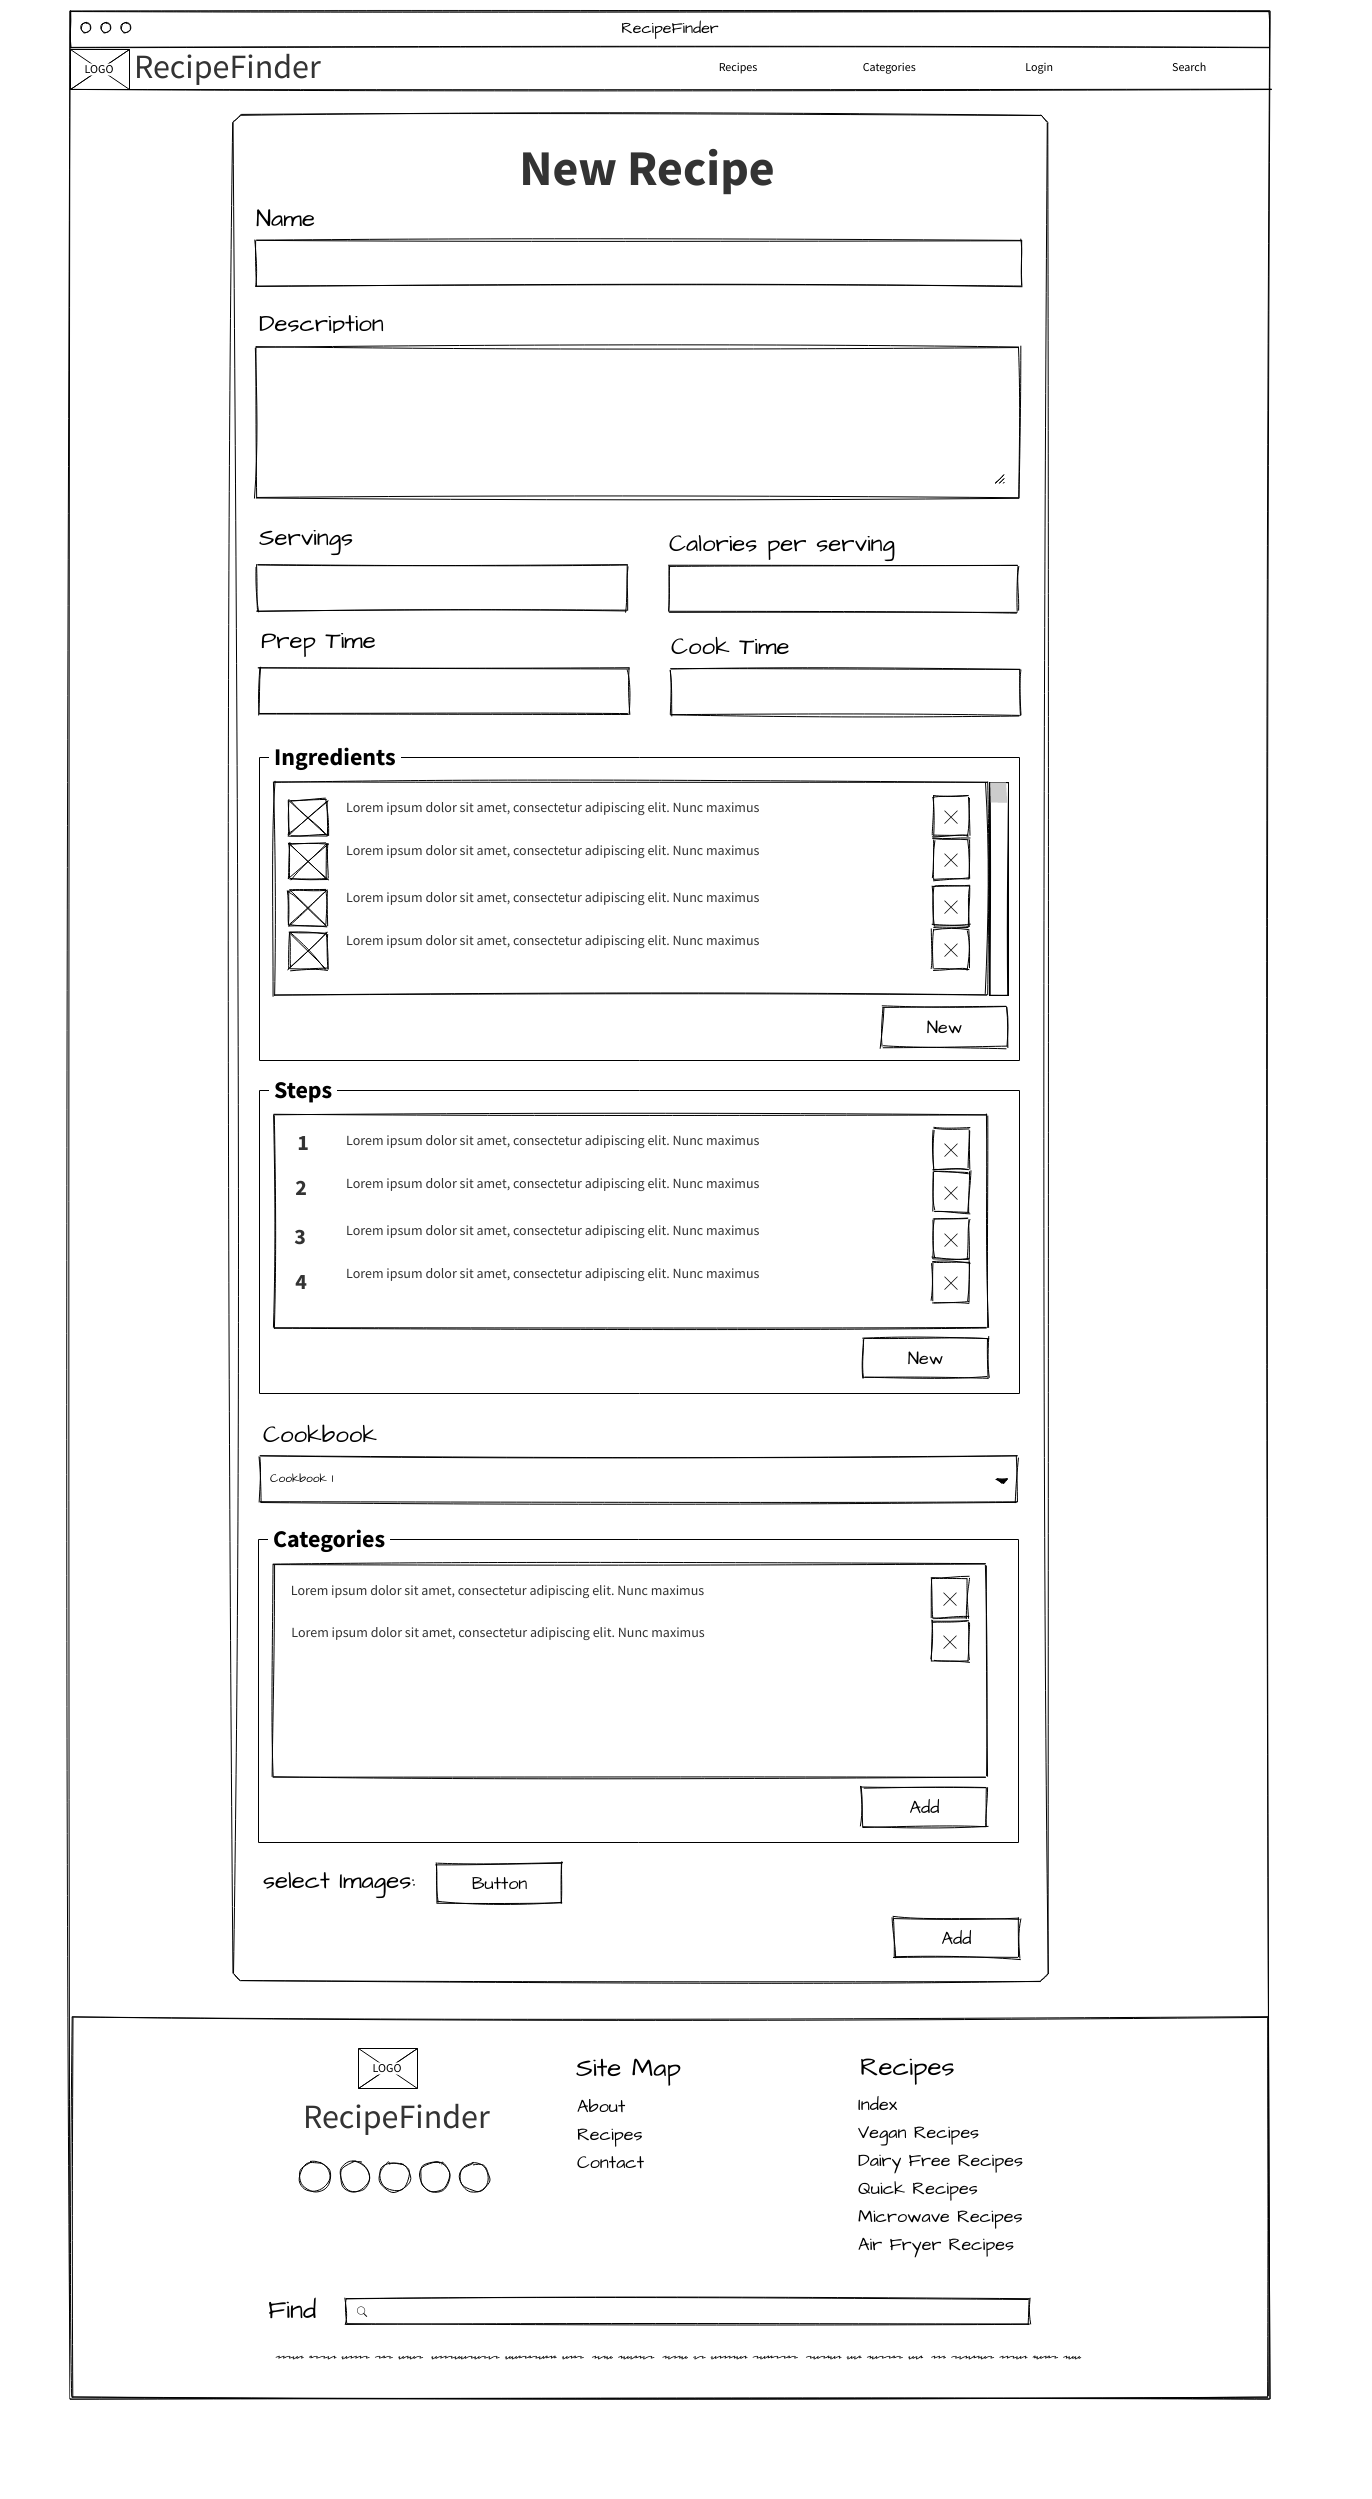 RecipeFinder
LOGO RecipeFinder Recipes Categories Login Search
New Recipe
Name
Description
Servings Calories per serving
Prep Time Cook Time
Ingredients
Lorem ipsum dolor sit amet, consectetur adipiscing elit. Nunc maximus
Lorem ipsum dolor sit amet, consectetur adipiscing elit. Nunc maximus
Lorem ipsum dolor sit amet, consectetur adipiscing elit. Nunc maximus
Lorem ipsum dolor sit amet, consectetur adipiscing elit. Nunc maximus
New
Steps
1 Lorem ipsum dolor sit amet, consectetur adipiscing elit. Nunc maximus
2 Lorem ipsum dolor sit amet, consectetur adipiscing elit. Nunc maximus
3 Lorem ipsum dolor sit amet, consectetur adipiscing elit. Nunc maximus
4 Lorem ipsum dolor sit amet, consectetur adipiscing elit. Nunc maximus
New
Cookbook
Cookbook 1
Categories
Lorem ipsum dolor sit amet, consectetur adipiscing elit. Nunc maximus
Lorem ipsum dolor sit amet, consectetur adipiscing elit. Nunc maximus
Add
select Images: Button
Add
LOGO
RecipeFinder
Site Map
About
Recipes
Contact
Recipes
Index
Vegan Recipes
Dairy Free Recipes
Quick Recipes
Microwave Recipes
Air Fryer Recipes
Find